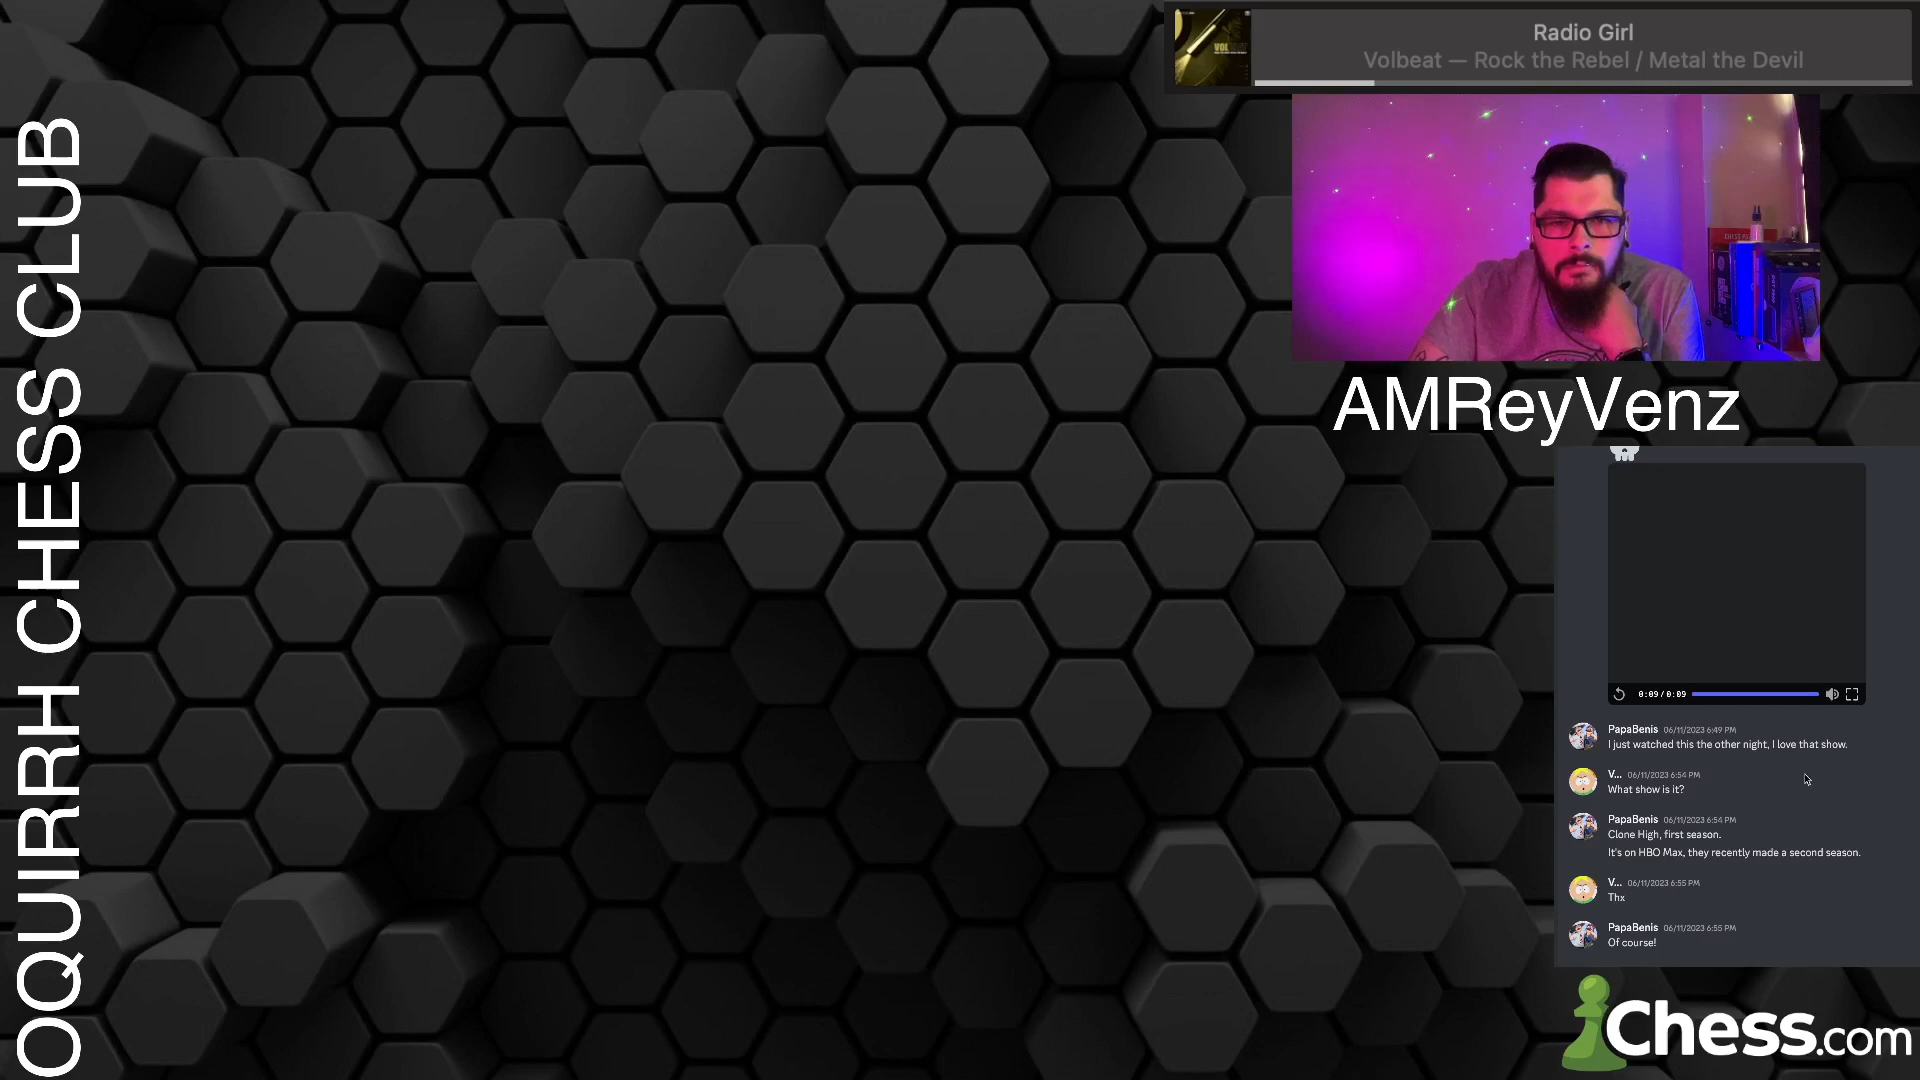 OQUIRRH CHESS CLUB
Radio Girl
Volbeat — Rock the Rebel / Metal the Devil
AMReyVenz
0:09/0:09
PapaBenis 06/11/2023 6:49 PM
I just watched this the other night, I love that show.
V... 06/11/2023 6:54 PM
What show is it?
PapaBenis 06/11/2023 6:54 PM
Clone High, first season.
It's on HBO Max, they recently made a second season.
V... 06/11/2023 6:55 PM
Thx
PapaBenis 06/11/2023 6:55 PM
Of course!
Chess.com